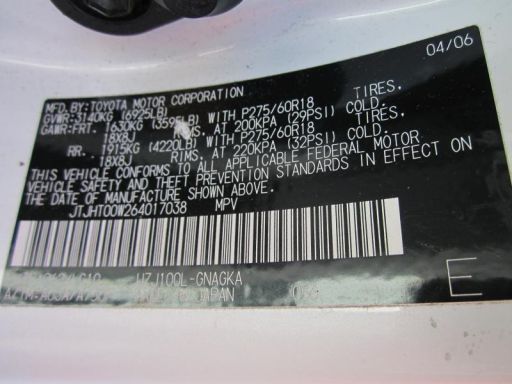 04/06
MFD. BY: TOYOTA MOTOR CORPORATION
GVWR: 3140KG (6925LB)
GAWR: FRT. 1630KG (3595LB) WITH P275/60R18 TIRES,
18X8J RIMS, AT 200KPA (29PSI) COLD.
RR. 1915KG (4220LB) WITH P275/60R18 TIRES,
18X8J RIMS, AT 220KPA (32PSI) COLD.
THIS VEHICLE CONFORMS TO ALL APPLICABLE FEDERAL MOTOR
VEHICLE SAFETY AND THEFT PREVENTION STANDARDS IN EFFECT ON
THE DATE OF MANUFACTURE SHOWN ABOVE.
JTJHT00W264017038 MPV
UZJ100L-GNAGKA
JAPAN
E